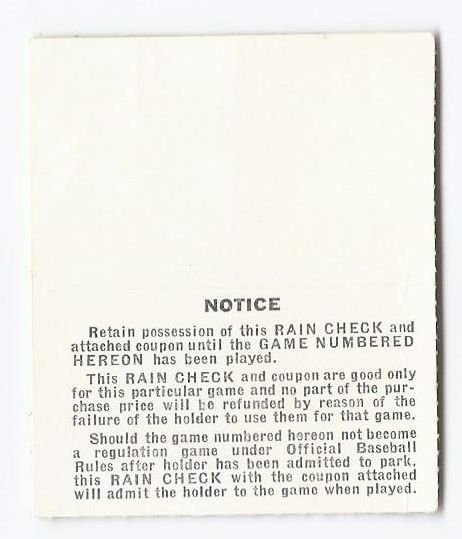 NOTICE
Retain possession of this RAIN CHECK and
attached coupon until the GAME NUMBERED
HEREON has been played.
This RAIN CHECK and coupon are good only
for this particular game and no part of the pur-
chase price will be refunded by reason of the
failure of the holder to use them for that game.
Should the game numbered hereon not become
a regulation game under Official Baseball
Rules after holder has been admitted to park,
this RAIN CHECK with the coupon attached
will admit the holder to the game when played.